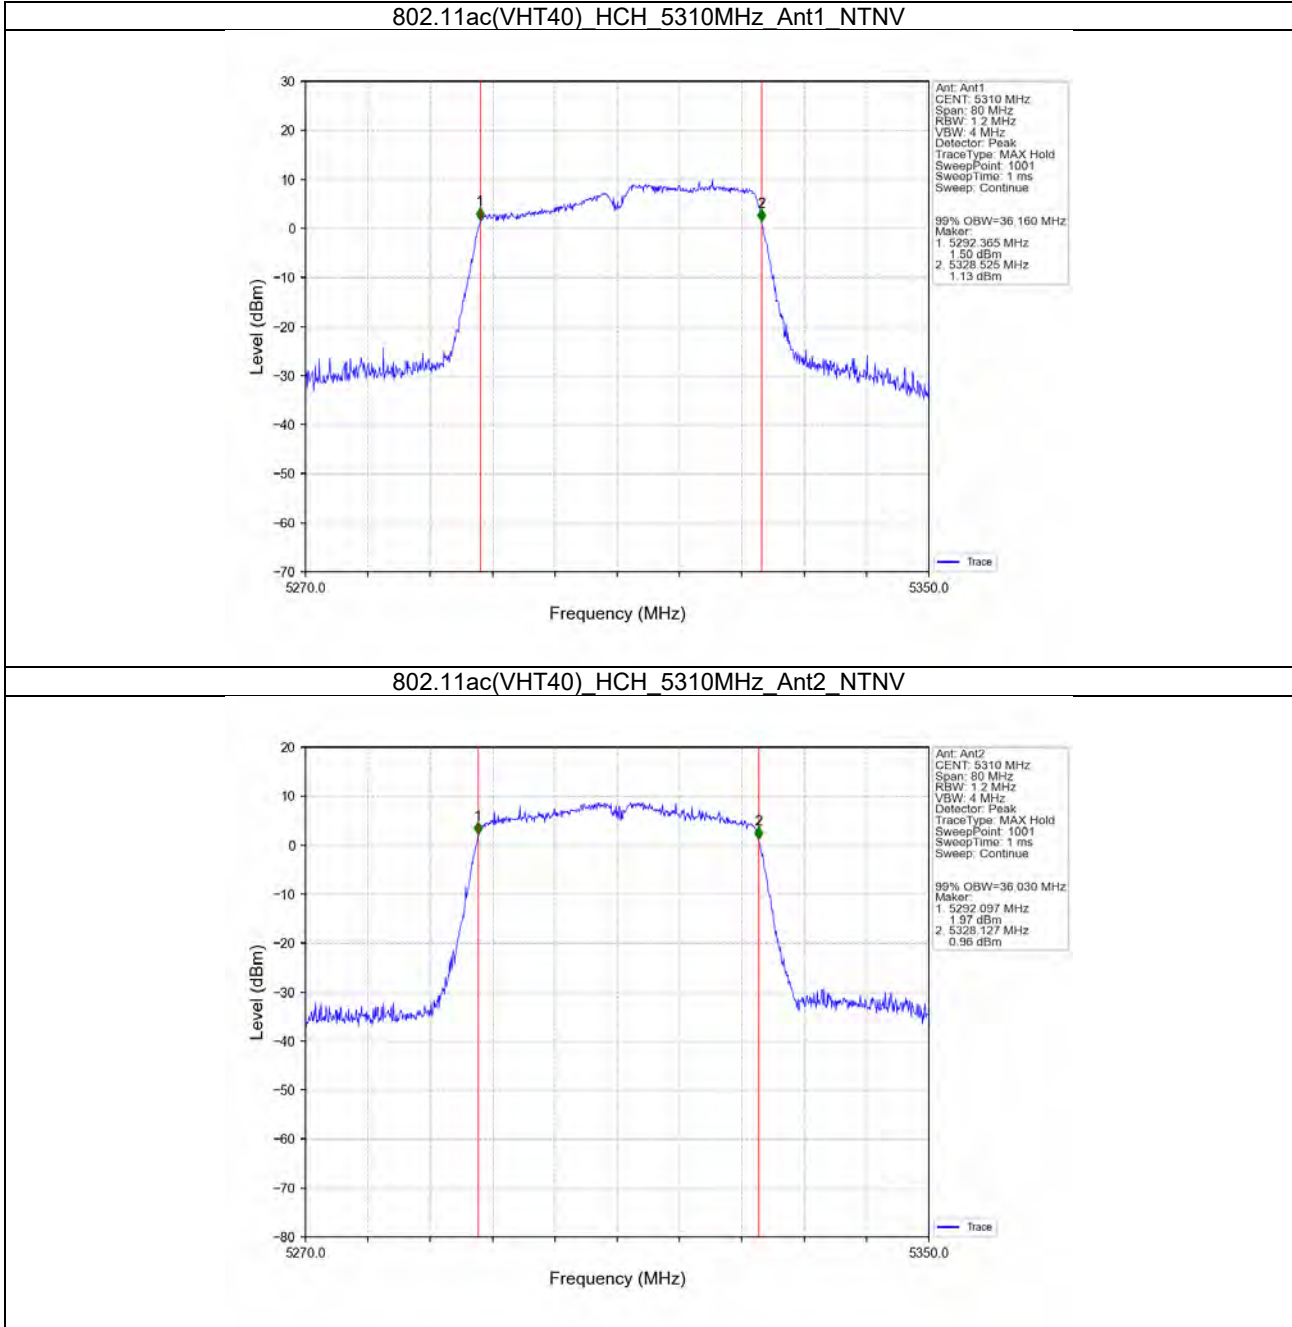 802.11ac(VHT40)_HCH_5310MHz_Ant1_NTNV
30
20
10
0
−10
−20
−30
−40
−50
−60
−70
Level (dBm)
5270.0
5350.0
Frequency (MHz)
1
2
Ant: Ant1
CENT: 5310 MHz
Span: 80 MHz
RBW: 1.2 MHz
VBW: 4 MHz
Detector: Peak
TraceType: MAX Hold
SweepPoint: 1001
SweepTime: 1 ms
Sweep: Continue
99% OBW=36.160 MHz
Maker:
1. 5292.365 MHz
1.50 dBm
2. 5328.525 MHz
1.13 dBm
Trace
802.11ac(VHT40)_HCH_5310MHz_Ant2_NTNV
20
10
0
−10
−20
−30
−40
−50
−60
−70
−80
Level (dBm)
5270.0
5350.0
Frequency (MHz)
1
2
Ant: Ant2
CENT: 5310 MHz
Span: 80 MHz
RBW: 1.2 MHz
VBW: 4 MHz
Detector: Peak
TraceType: MAX Hold
SweepPoint: 1001
SweepTime: 1 ms
Sweep: Continue
99% OBW=36.030 MHz
Maker:
1. 5292.097 MHz
1.97 dBm
2. 5328.127 MHz
0.96 dBm
Trace